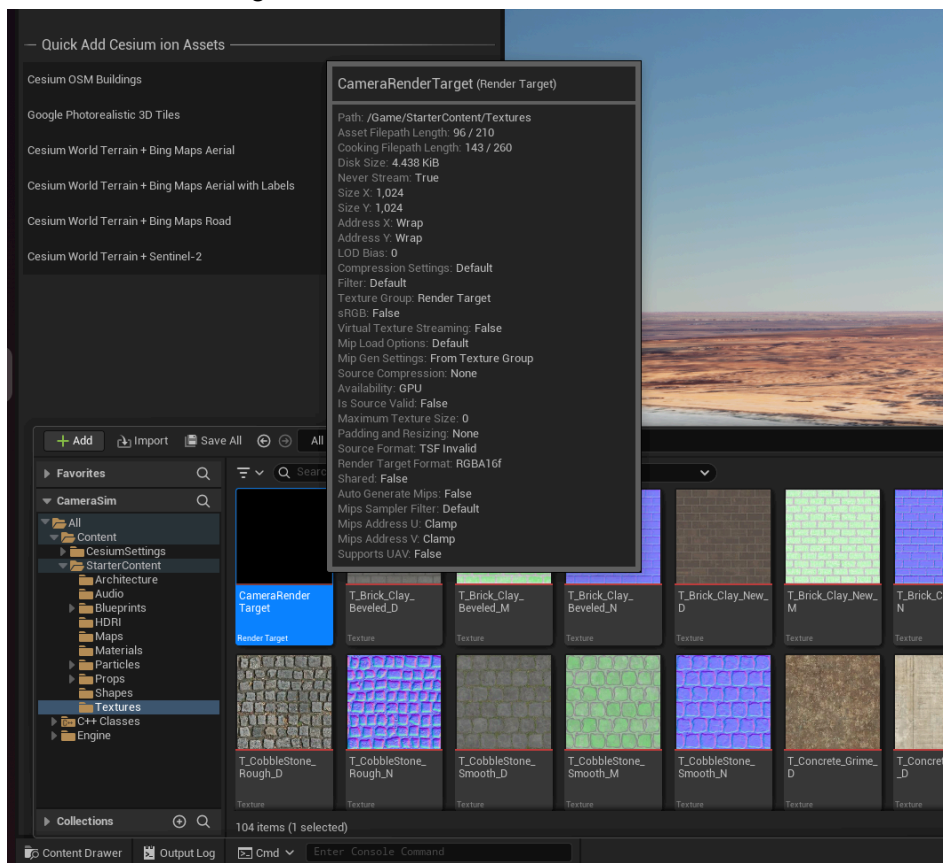 Quick Add Cesium ion Assets
Cesium OSM Buildings
Google Photorealistic 3D Tiles
Cesium World Terrain + Bing Maps Aerial
Cesium World Terrain + Bing Maps Aerial with Labels
Cesium World Terrain + Bing Maps Road
Cesium World Terrain + Sentinel-2
CameraRenderTarget (Render Target)
Path: /Game/StarterContent/Textures
Asset Filepath Length: 96 / 210
Cooking Filepath Length: 143 / 260
Disk Size: 4.438 KiB
Never Stream: True
Size X: 1,024
Size Y: 1,024
Address X: Wrap
Address Y: Wrap
LOD Bias: 0
Compression Settings: Default
Filter: Default
Texture Group: Render Target
sRGB: False
Virtual Texture Streaming: False
Mip Load Options: Default
Mip Gen Settings: From Texture Group
Source Compression: None
Availability: GPU
Is Source Valid: False
Maximum Texture Size: 0
Padding and Resizing: None
Source Format: TSF Invalid
Render Target Format: RGBA16f
Shared: False
Auto Generate Mips: False
Mips Sampler Filter: Default
Mips Address U: Clamp
Mips Address V: Clamp
Supports UAV: False
+ Add Import Save All All
Favorites
CameraSim
All
Content
CesiumSettings
StarterContent
Architecture
Audio
Blueprints
HDRI
Maps
Materials
Particles
Props
Shapes
Textures
C++ Classes
Engine
Collections
Searc
CameraRender
Target
Render Target
T_Brick_Clay_
Beveled_D
Texture
T_Brick_Clay_
Beveled_M
Texture
T_Brick_Clay_
Beveled_N
Texture
T_Brick_Clay_New_
D
Texture
T_Brick_Clay_New_
M
Texture
T_Brick_C
N
Texture
T_CobbleStone_
Rough_D
Texture
T_CobbleStone_
Rough_N
Texture
T_CobbleStone_
Smooth_D
Texture
T_CobbleStone_
Smooth_M
Texture
T_CobbleStone_
Smooth_N
Texture
T_Concrete_Grime_
D
Texture
T_Concret
_D
Texture
104 items (1 selected)
Content Drawer Output Log Cmd Enter Console Command